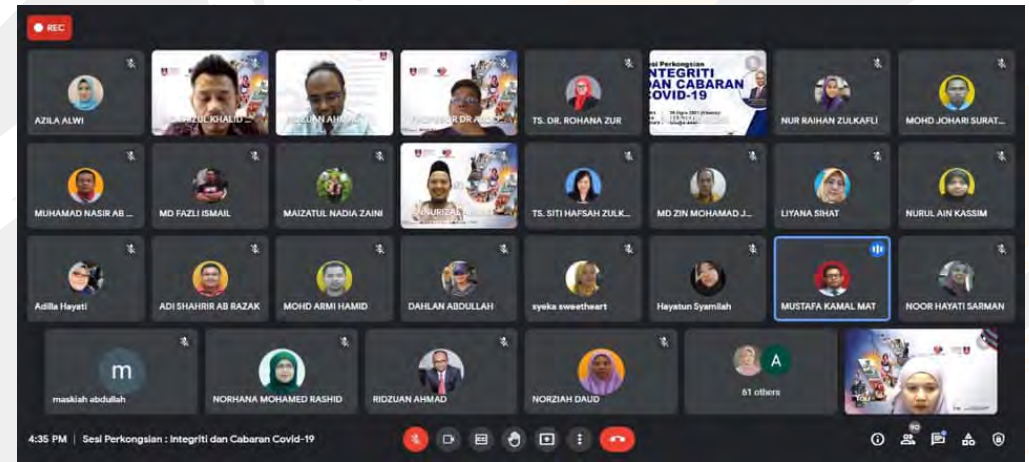 REC
AZILA ALWI
TS. DR. ROHANA ZUR
Sesi Perkongsian
INTEGRITI
DAN CABARAN
COVID-19
NUR RAIHAN ZULKAFLI
MOHD JOHARI SURAT...
MUHAMAD NASIR AB ...
MD FAZLI ISMAIL
MAIZATUL NADIA ZAINI
TS. SITI HAFSAH ZULK...
MD ZIN MOHAMAD J...
LIYANA SIHAT
NURUL AIN KASSIM
Adilla Hayati
ADI SHAHRIR AB RAZAK
MOHD ARMI HAMID
DAHLAN ABDULLAH
syeka sweetheart
Hayatun Syamilah
MUSTAFA KAMAL MAT
NOOR HAYATI SARMAN
m
maskiah abdullah
NORHANA MOHAMED RASHID
RIDZUAN AHMAD
NORZIAH DAUD
A
61 others
4:35 PM | Sesi Perkongsian : Integriti dan Cabaran Covid-19
90